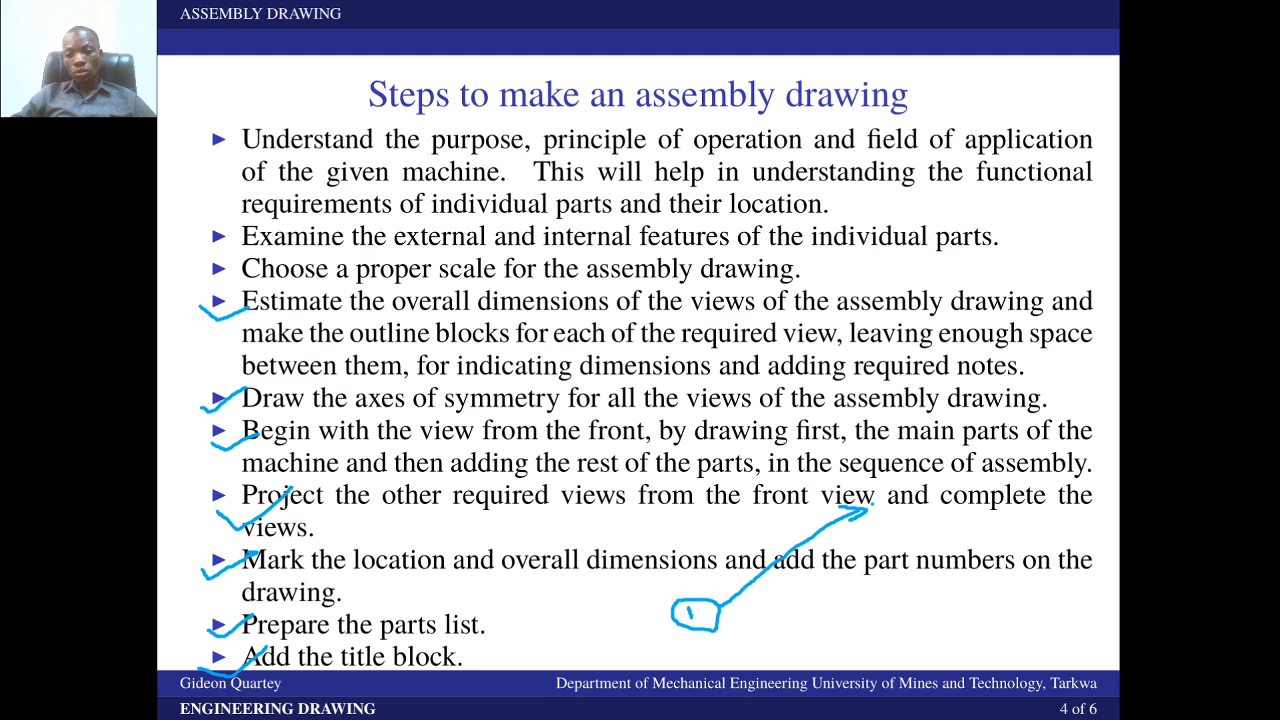 ASSEMBLY DRAWING
Steps to make an assembly drawing
Understand the purpose, principle of operation and field of application
of the given machine. This will help in understanding the functional
requirements of individual parts and their location.
Examine the external and internal features of the individual parts.
Choose a proper scale for the assembly drawing.
Estimate the overall dimensions of the views of the assembly drawing and
make the outline blocks for each of the required view, leaving enough space
between them, for indicating dimensions and adding required notes.
Draw the axes of symmetry for all the views of the assembly drawing.
Begin with the view from the front, by drawing first, the main parts of the
machine and then adding the rest of the parts, in the sequence of assembly.
Project the other required views from the front view and complete the
views.
Mark the location and overall dimensions and add the part numbers on the
drawing.
1
Prepare the parts list.
Add the title block.
Gideon Quartey Department of Mechanical Engineering University of Mines and Technology, Tarkwa
ENGINEERING DRAWING 4 of 6